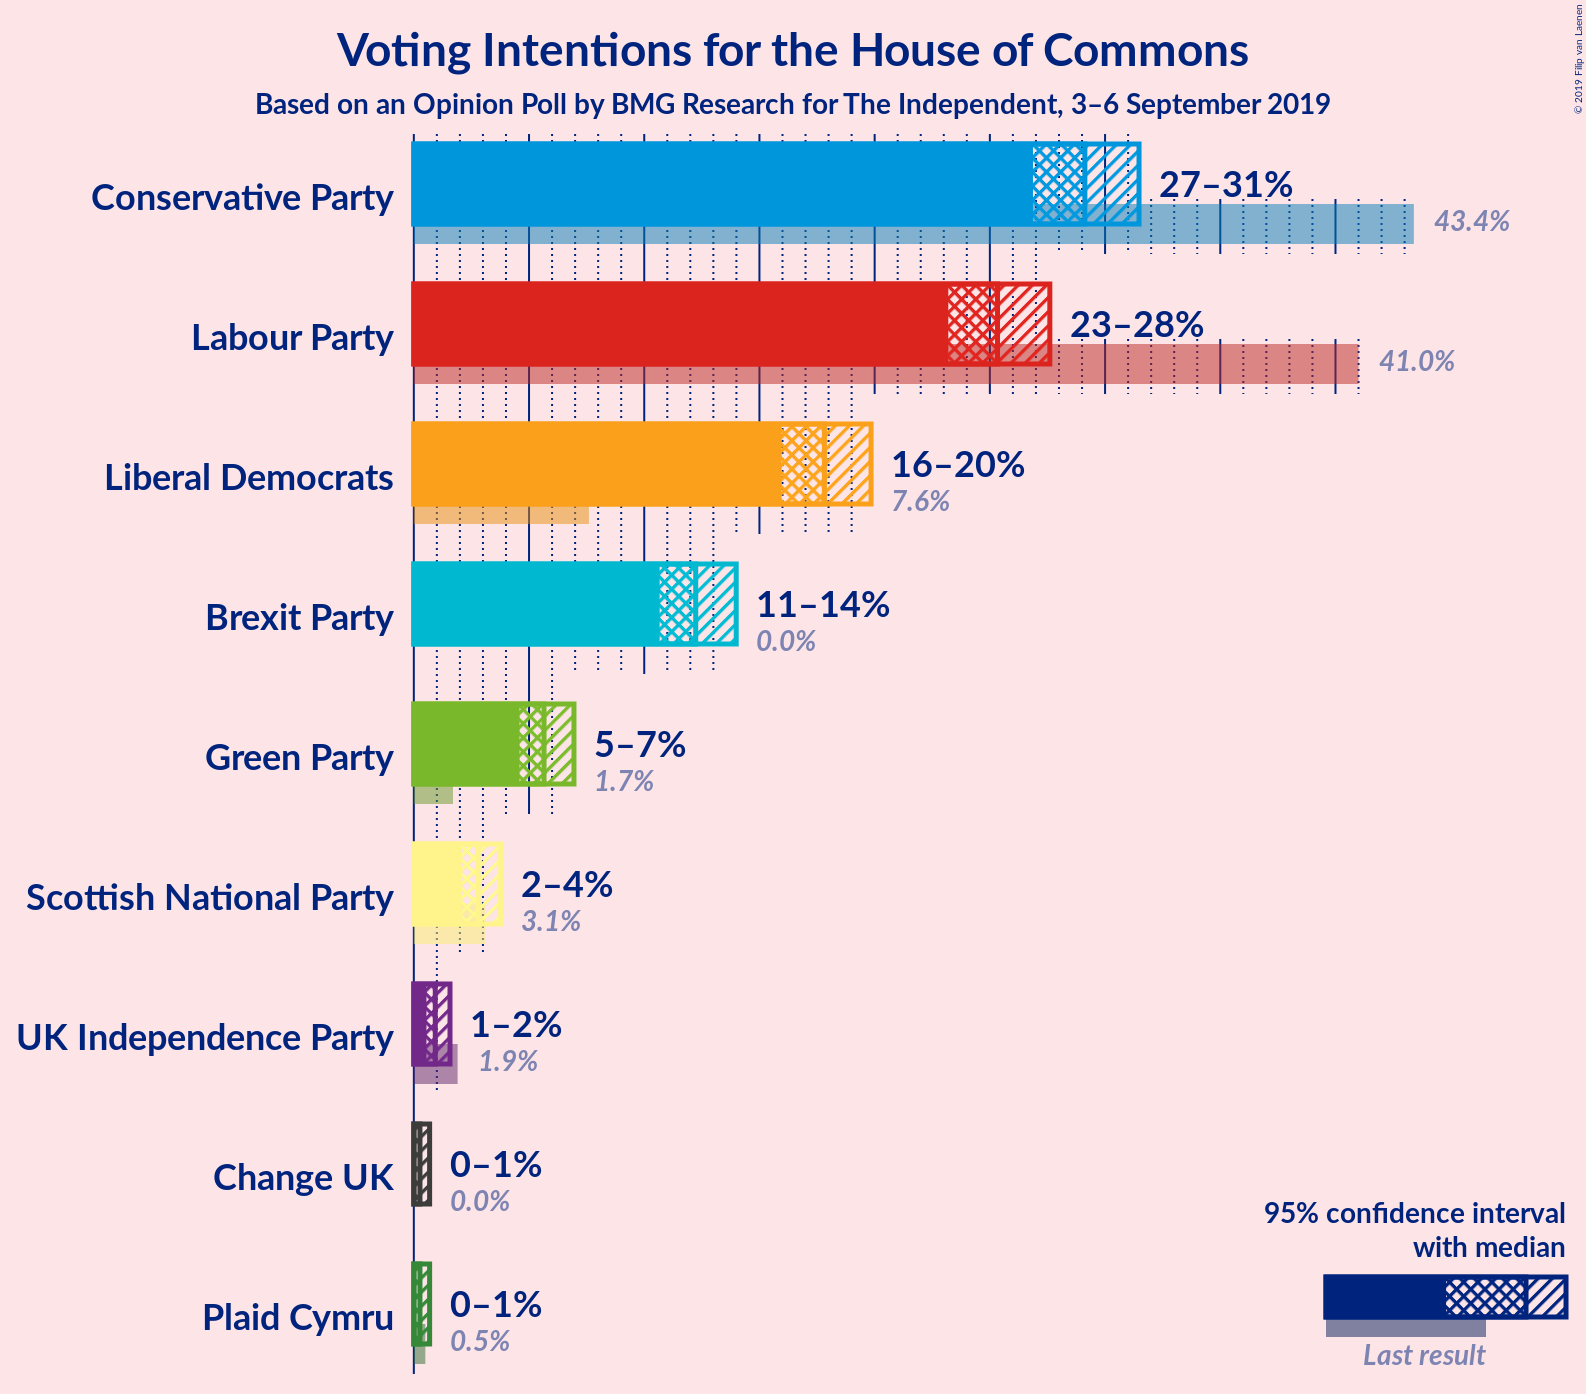 Voting Intentions for the House of Commons
Based on an Opinion Poll by BMG Research for The Independent, 3–6 September 2019
© 2019 Filip van Laenen
Conservative Party
27–31%
43.4%
Labour Party
23–28%
41.0%
Liberal Democrats
16–20%
7.6%
Brexit Party
11–14%
0.0%
Green Party
5–7%
1.7%
Scottish National Party
2–4%
3.1%
UK Independence Party
1–2%
1.9%
Change UK
0–1%
0.0%
Plaid Cymru
0–1%
0.5%
95% confidence interval
with median
Last result